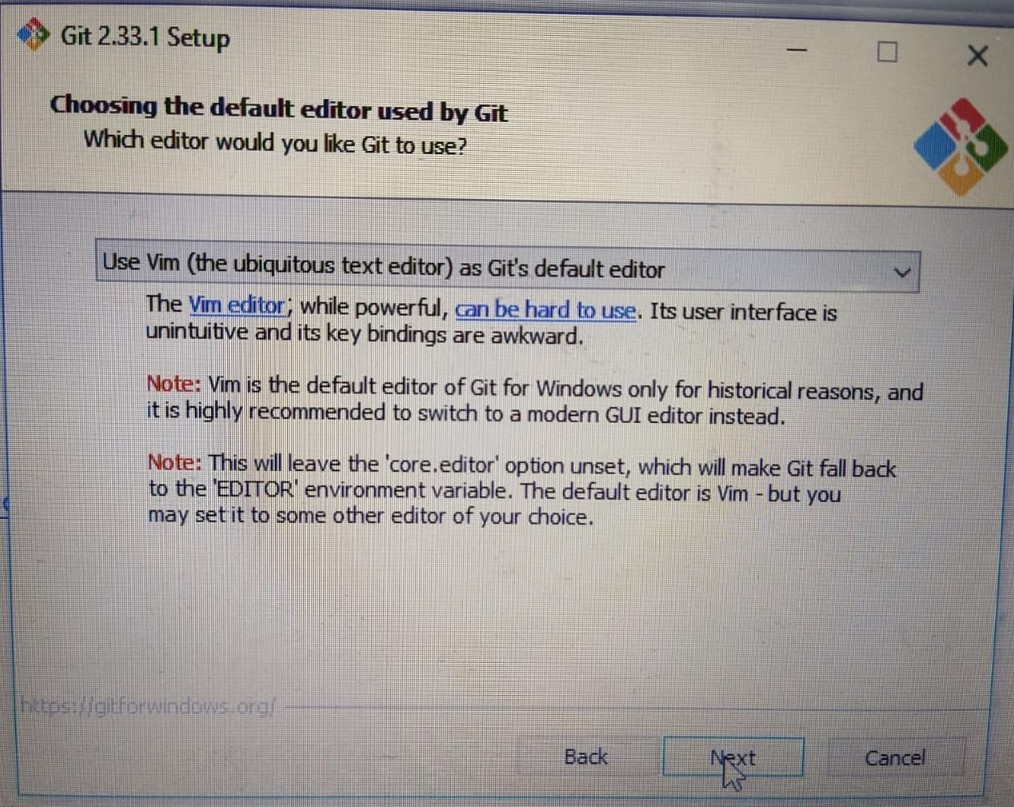 Git 2.33.1 Setup
Choosing the default editor used by Git
Which editor would you like Git to use?
Use Vim (the ubiquitous text editor) as Git's default editor
The Vim editor, while powerful, can be hard to use. Its user interface is
unintuitive and its key bindings are awkward.
Note: Vim is the default editor of Git for Windows only for historical reasons, and
it is highly recommended to switch to a modern GUI editor instead.
Note: This will leave the 'core.editor' option unset, which will make Git fall back
to the 'EDITOR' environment variable. The default editor is Vim - but you
may set it to some other editor of your choice.
https://gitforwindows.org/
Back Next Cancel